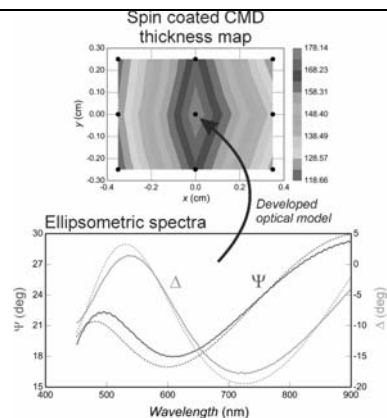 Spin coated CMD
thickness map
0.30
0.20
0.10
0.00
-0.10
-0.20
-0.30
y (cm)
-0.4 -0.2 0.0 0.2 0.4
x (cm)
178.14
168.23
158.31
148.40
138.49
128.57
118.66
Developed
optical model
Ellipsometric spectra
30
27
24
21
18
15
Ψ (deg)
Δ
Ψ
5
0
-5
-10
-15
-20
Δ (deg)
400 500 600 700 800 900
Wavelength (nm)